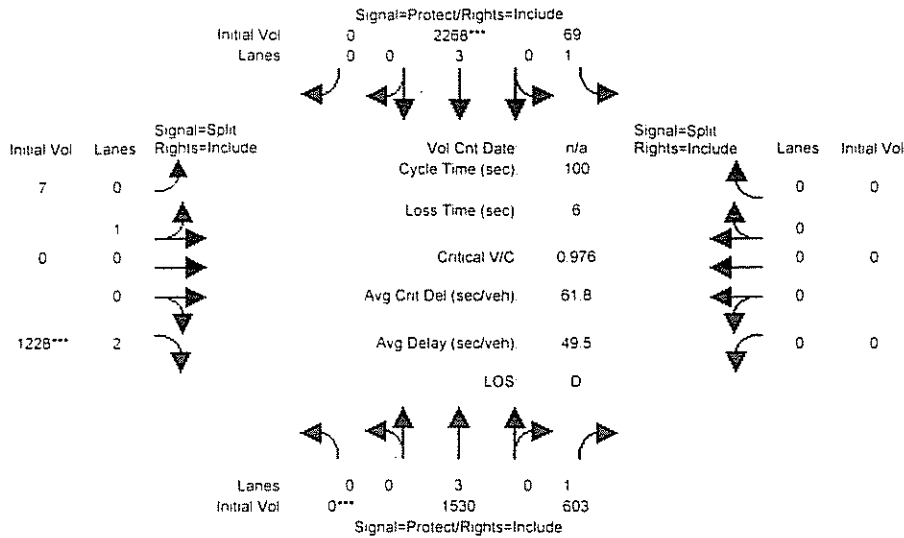 Signal=Protect/Rights=Include
Initial Vol 0 2268*** 69
Lanes 0 0 3 0 1
Signal=Split
Initial Vol Lanes Rights=Include
Vol Cnt Date: n/a
Signal=Split
Rights=Include Lanes Initial Vol
Cycle Time (sec): 100
7 0
0 0
Loss Time (sec): 6
1
0
Critical V/C: 0.976
0 0
0 0
Avg Crit Del (sec/veh): 61.8
0
0
1228*** 2
Avg Delay (sec/veh): 49.5
0 0
LOS: D
Lanes 0 0 3 0 1
Initial Vol 0*** 1530 603
Signal=Protect/Rights=Include